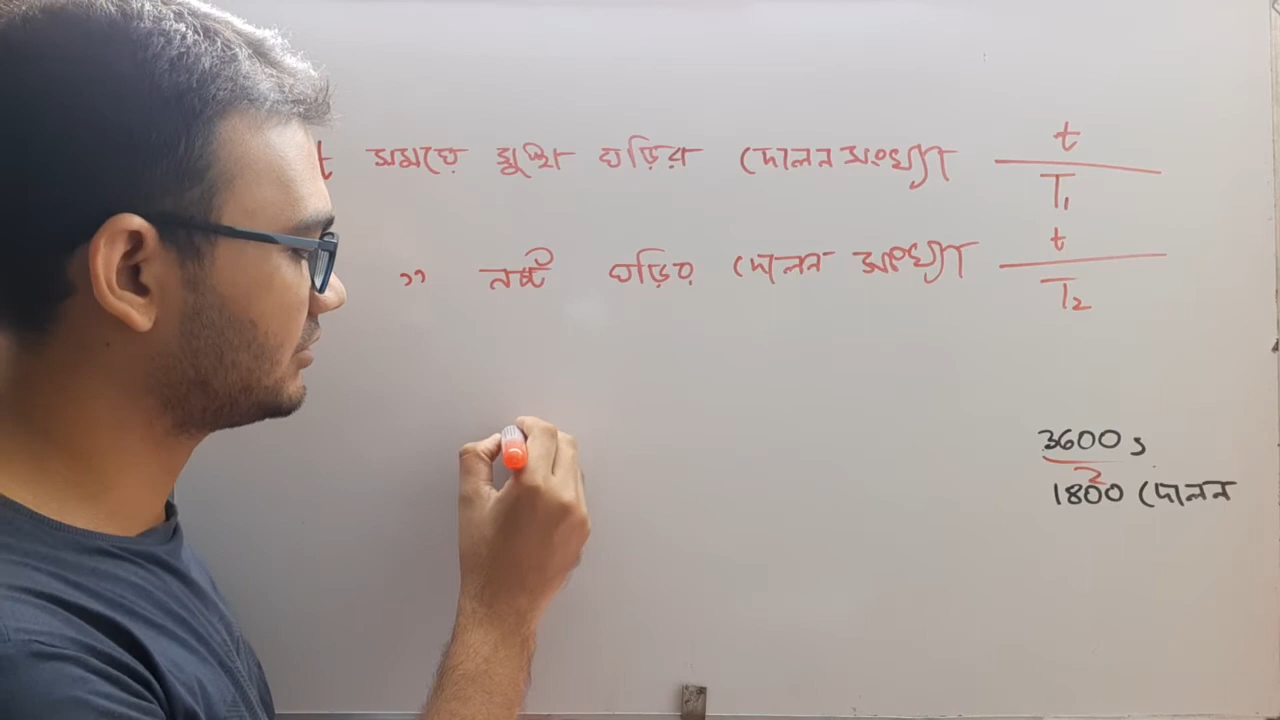 t সময়ে সুস্থ ঘড়ির দোলন সংখ্যা t/T₁
" নষ্ট ঘড়ির দোলন সংখ্যা t/T₂
3600 s
2
1800 দোলন